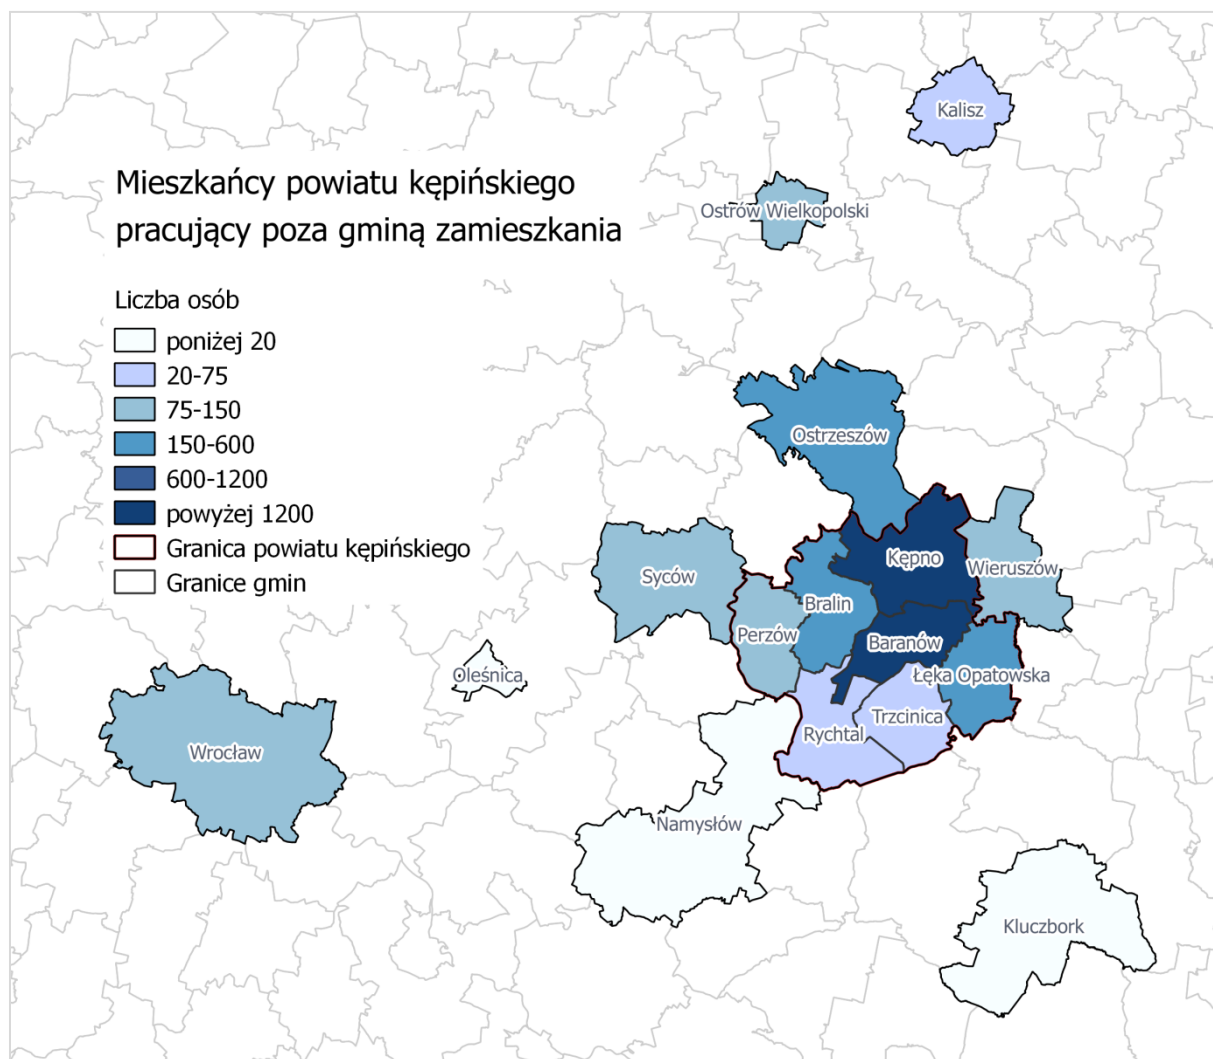 Mieszkańcy powiatu kępińskiego
pracujący poza gminą zamieszkania
Liczba osób
poniżej 20
20-75
75-150
150-600
600-1200
powyżej 1200
Granica powiatu kępińskiego
Granice gmin
Kalisz
Ostrów Wielkopolski
Ostrzeszów
Kępno
Wieruszów
Syców
Bralin
Perzów
Baranów
Oleśnica
Łęka Opatowska
Trzcinica
Rychtal
Wrocław
Namysłów
Kluczbork